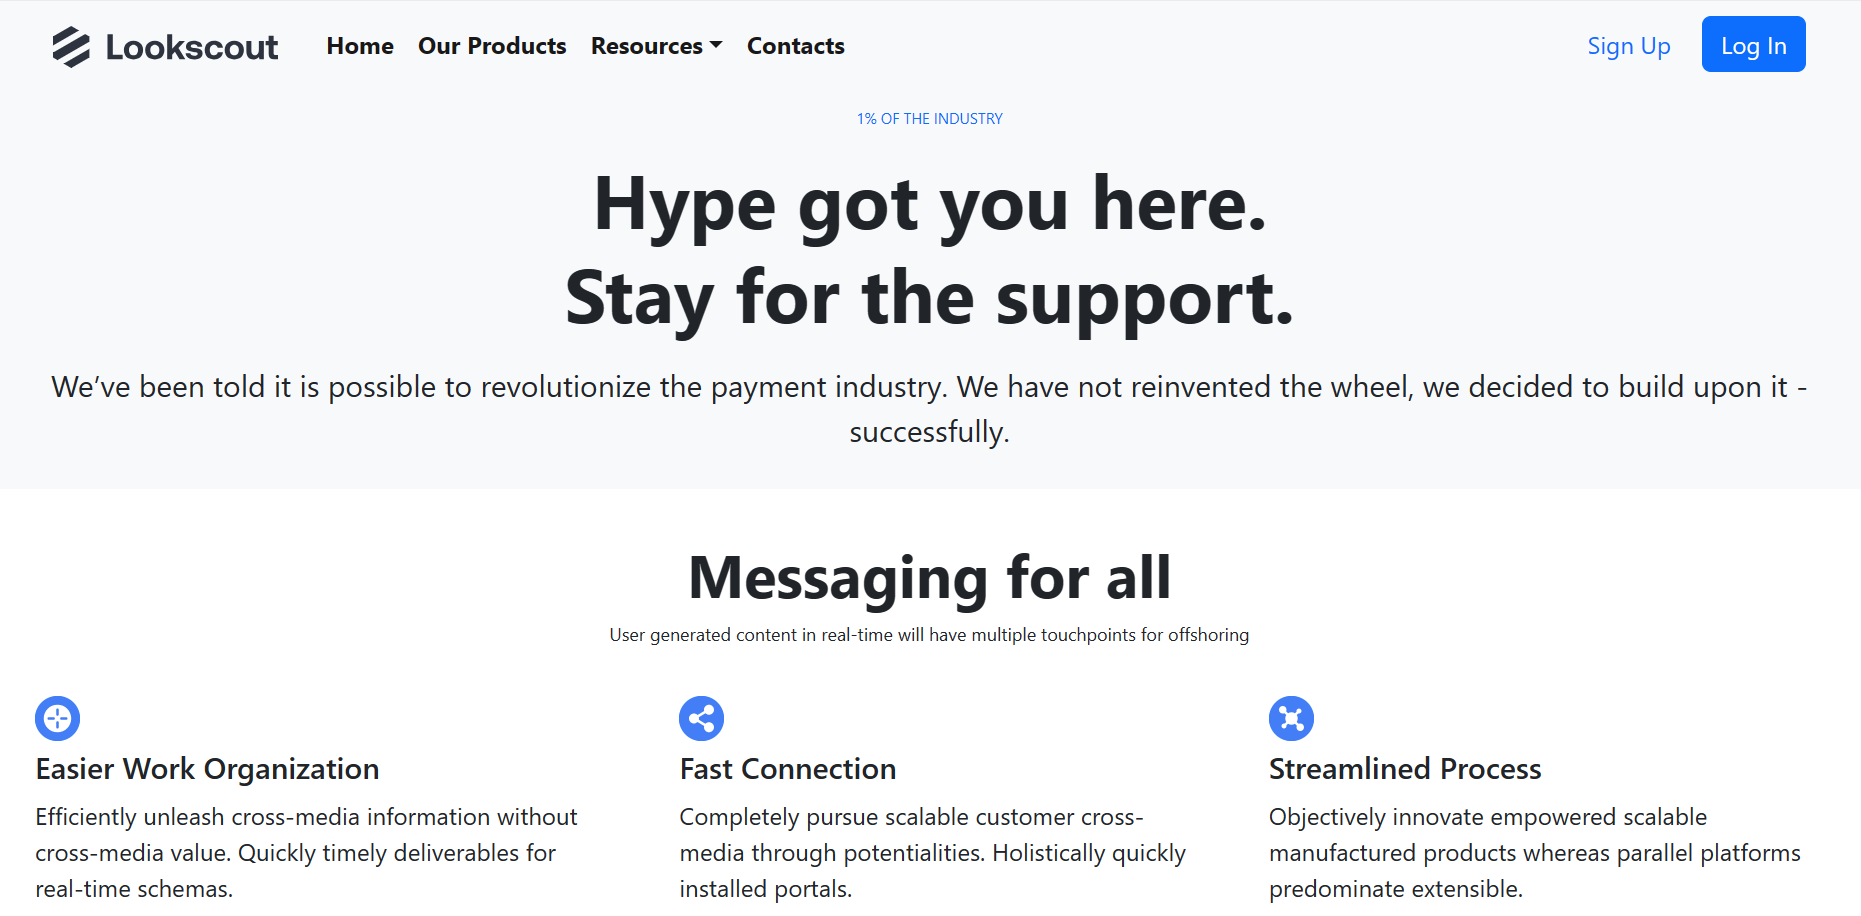 Lookscout Home Our Products Resources Contacts Sign Up Log In
1% OF THE INDUSTRY
Hype got you here.
Stay for the support.
We’ve been told it is possible to revolutionize the payment industry. We have not reinvented the wheel, we decided to build upon it -
successfully.
Messaging for all
User generated content in real-time will have multiple touchpoints for offshoring
Easier Work Organization
Efficiently unleash cross-media information without
cross-media value. Quickly timely deliverables for
real-time schemas.
Fast Connection
Completely pursue scalable customer cross-
media through potentialities. Holistically quickly
installed portals.
Streamlined Process
Objectively innovate empowered scalable
manufactured products whereas parallel platforms
predominate extensible.